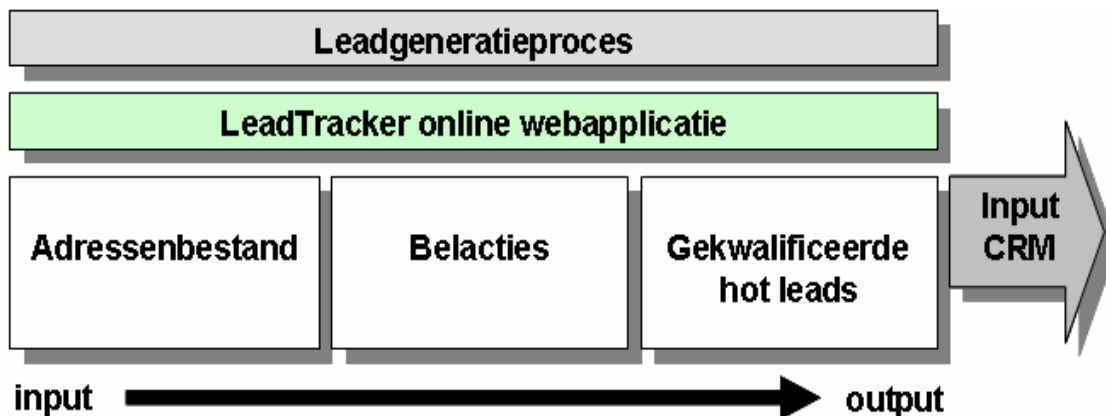 Leadgeneratieproces
LeadTracker online webapplicatie
Adressenbestand
Belacties
Gekwalificeerde
hot leads
Input
CRM
input
output